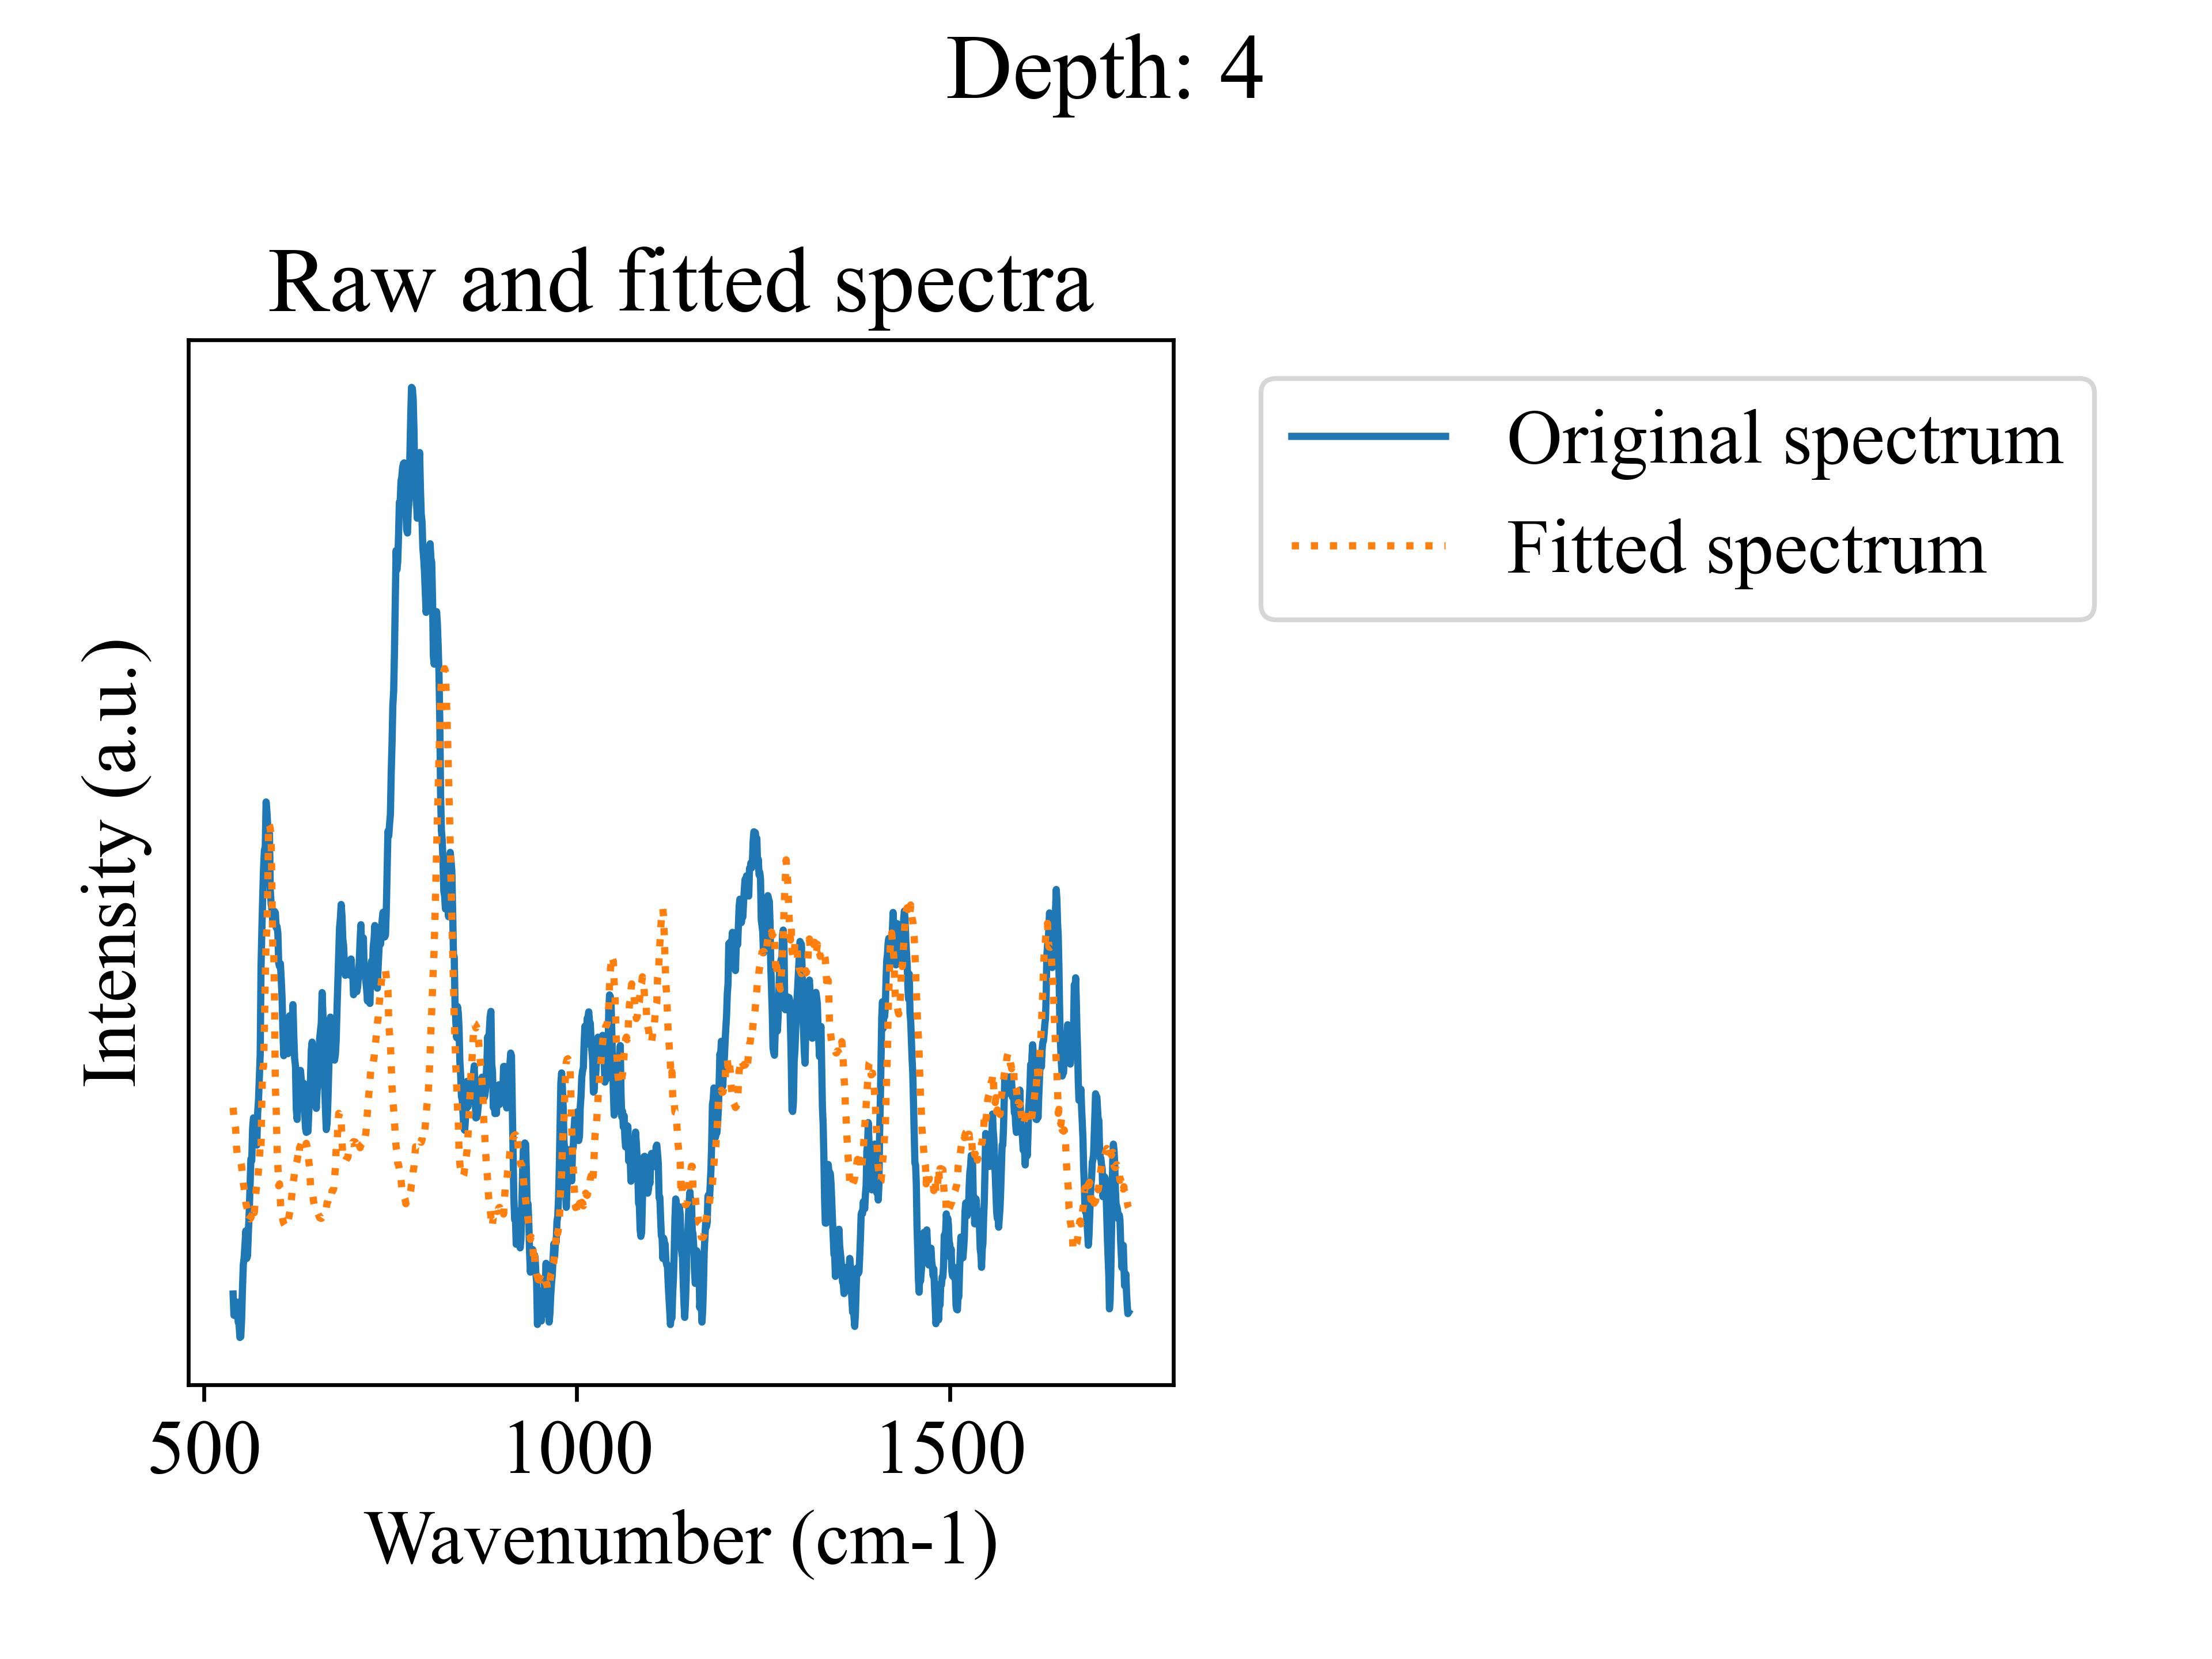 Depth: 4
Raw and fitted spectra
Original spectrum
Fitted spectrum
Intensity (a.u.)
500 1000 1500
Wavenumber (cm-1)